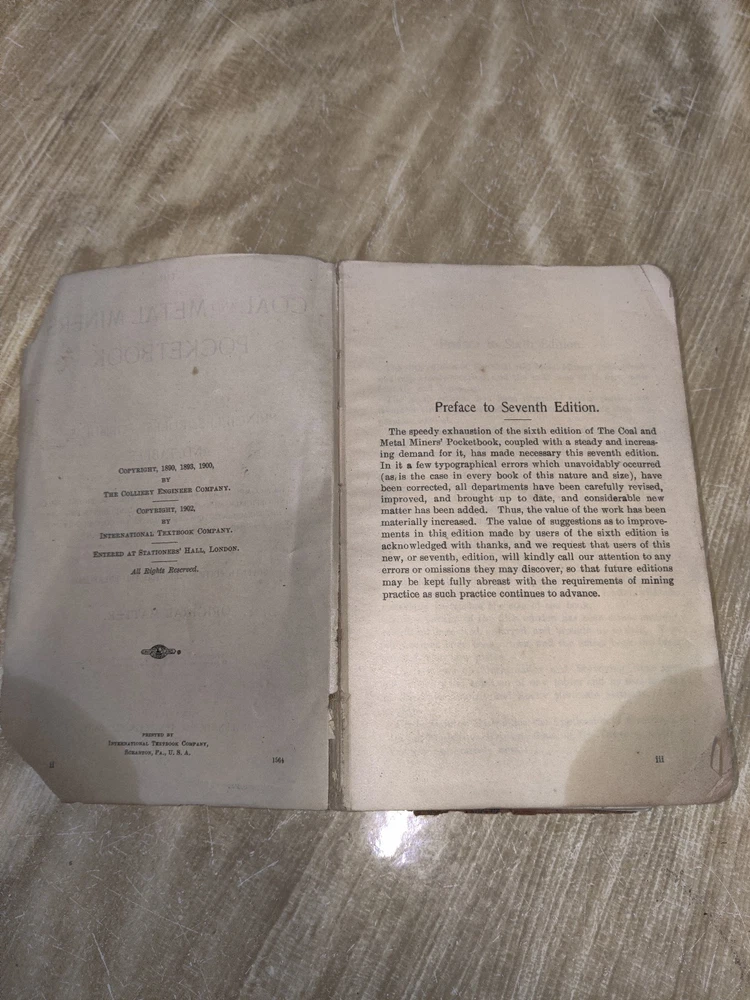 COPYRIGHT, 1890, 1893, 1900,
BY
THE COLLIERY ENGINEER COMPANY.
COPYRIGHT, 1902,
BY
INTERNATIONAL TEXTBOOK COMPANY.
ENTERED AT STATIONERS' HALL, LONDON.
All Rights Reserved.
PRINTED BY
INTERNATIONAL TEXTBOOK COMPANY,
SCRANTON, PA., U. S. A.
ii
Preface to Seventh Edition.
The speedy exhaustion of the sixth edition of The Coal and
Metal Miners' Pocketbook, coupled with a steady and increas-
ing demand for it, has made necessary this seventh edition.
In it a few typographical errors which unavoidably occurred
(as is the case in every book of this nature and size), have
been corrected, all departments have been carefully revised,
improved, and brought up to date, and considerable new
matter has been added. Thus, the value of the work has been
materially increased. The value of suggestions as to improve-
ments in this edition made by users of the sixth edition is
acknowledged with thanks, and we request that users of this
new, or seventh, edition, will kindly call our attention to any
errors or omissions they may discover, so that future editions
may be kept fully abreast with the requirements of mining
practice as such practice continues to advance.
iii